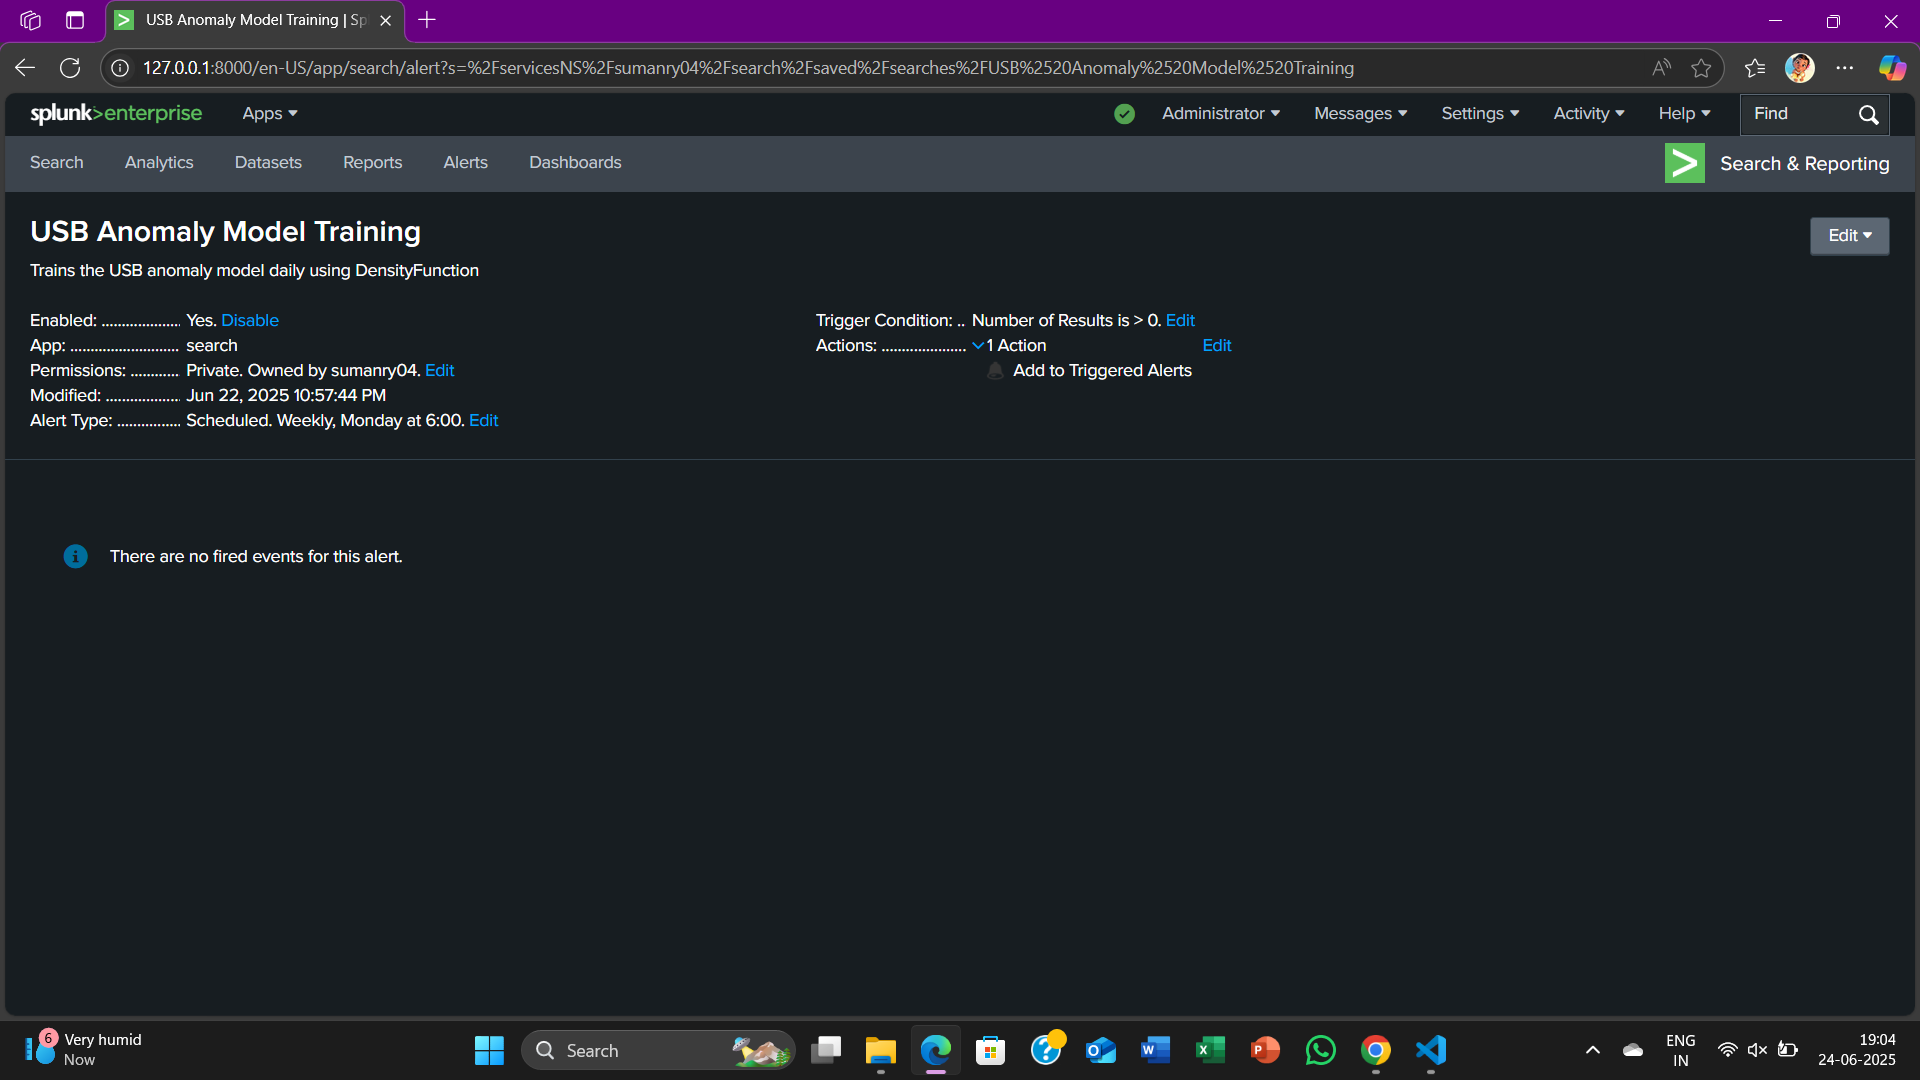 USB Anomaly Model Training | Sp
127.0.0.1:8000/en-US/app/search/alert?s=%2FservicesNS%2Fsumanry04%2Fsearch%2Fsaved%2Fsearches%2FUSB%2520Anomaly%2520Model%2520Training
splunk>enterprise Apps Administrator Messages Settings Activity Help Find
Search Analytics Datasets Reports Alerts Dashboards Search & Reporting
USB Anomaly Model Training
Edit
Trains the USB anomaly model daily using DensityFunction
Enabled: .................... Yes. Disable
App: ........................... search
Permissions: ............ Private. Owned by sumanry04. Edit
Modified: ................... Jun 22, 2025 10:57:44 PM
Alert Type: ................ Scheduled. Weekly, Monday at 6:00. Edit
Trigger Condition: .. Number of Results is > 0. Edit
Actions: ..................... 1 Action Edit
Add to Triggered Alerts
There are no fired events for this alert.
6 Very humid
Now
Search
ENG
IN
19:04
24-06-2025